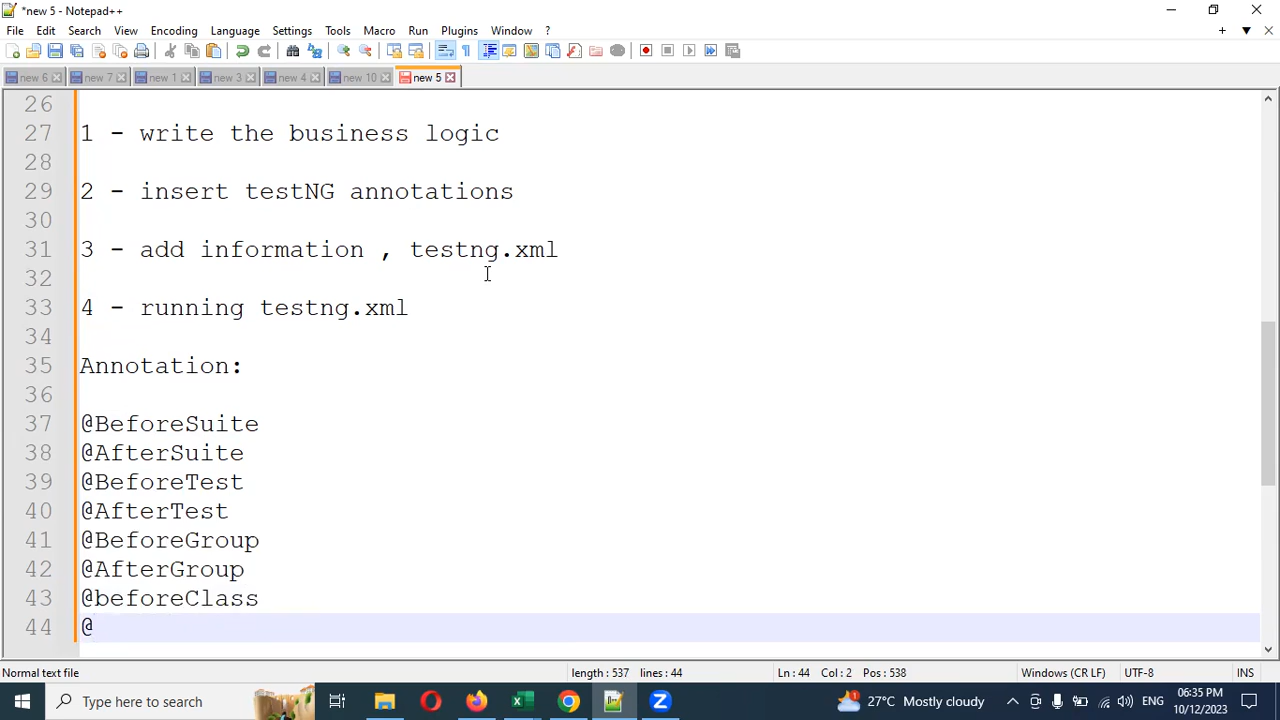 *new 5 - Notepad++
File Edit Search View Encoding Language Settings Tools Macro Run Plugins Window ?
new 6 new 7 new 1 new 3 new 4 new 10 new 5
26
27 1 - write the business logic
28
29 2 - insert testNG annotations
30
31 3 - add information , testng.xml
32
33 4 - running testng.xml
34
35 Annotation:
36
37 @BeforeSuite
38 @AfterSuite
39 @BeforeTest
40 @AfterTest
41 @BeforeGroup
42 @AfterGroup
43 @beforeClass
44 @
Normal text file length : 537 lines : 44 Ln : 44 Col : 2 Pos : 538 Windows (CR LF) UTF-8 INS
Type here to search 27°C Mostly cloudy ENG 06:35 PM
10/12/2023